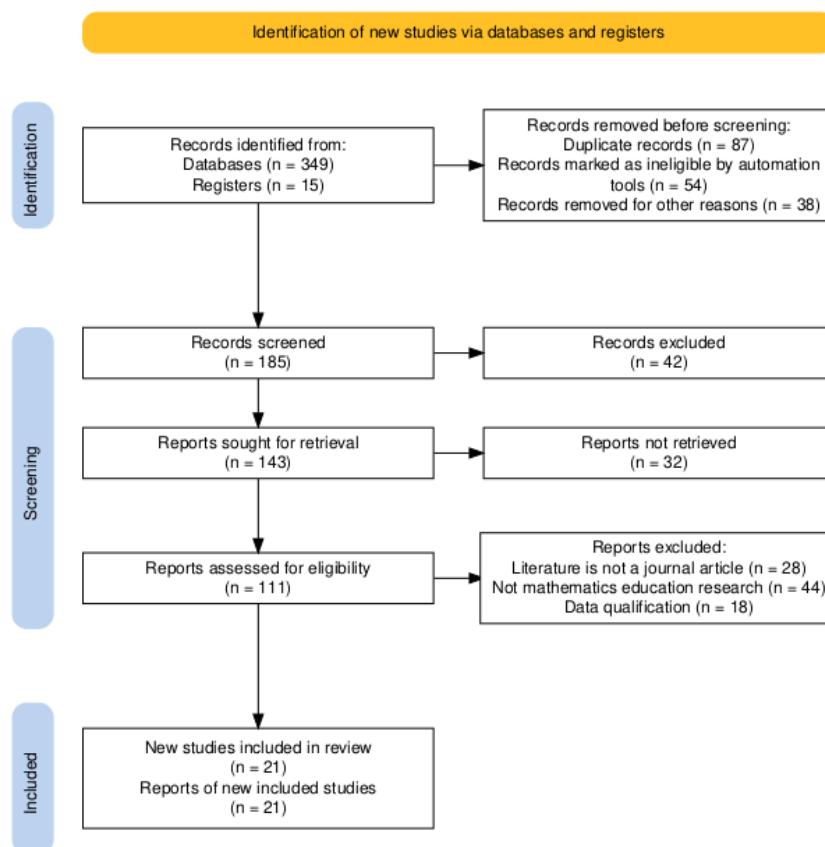 Identification of new studies via databases and registers
Identification
Records identified from:
Databases (n = 349)
Registers (n = 15)
Records removed before screening:
Duplicate records (n = 87)
Records marked as ineligible by automation
tools (n = 54)
Records removed for other reasons (n = 38)
Screening
Records screened
(n = 185)
Records excluded
(n = 42)
Reports sought for retrieval
(n = 143)
Reports not retrieved
(n = 32)
Reports assessed for eligibility
(n = 111)
Reports excluded:
Literature is not a journal article (n = 28)
Not mathematics education research (n = 44)
Data qualification (n = 18)
Included
New studies included in review
(n = 21)
Reports of new included studies
(n = 21)